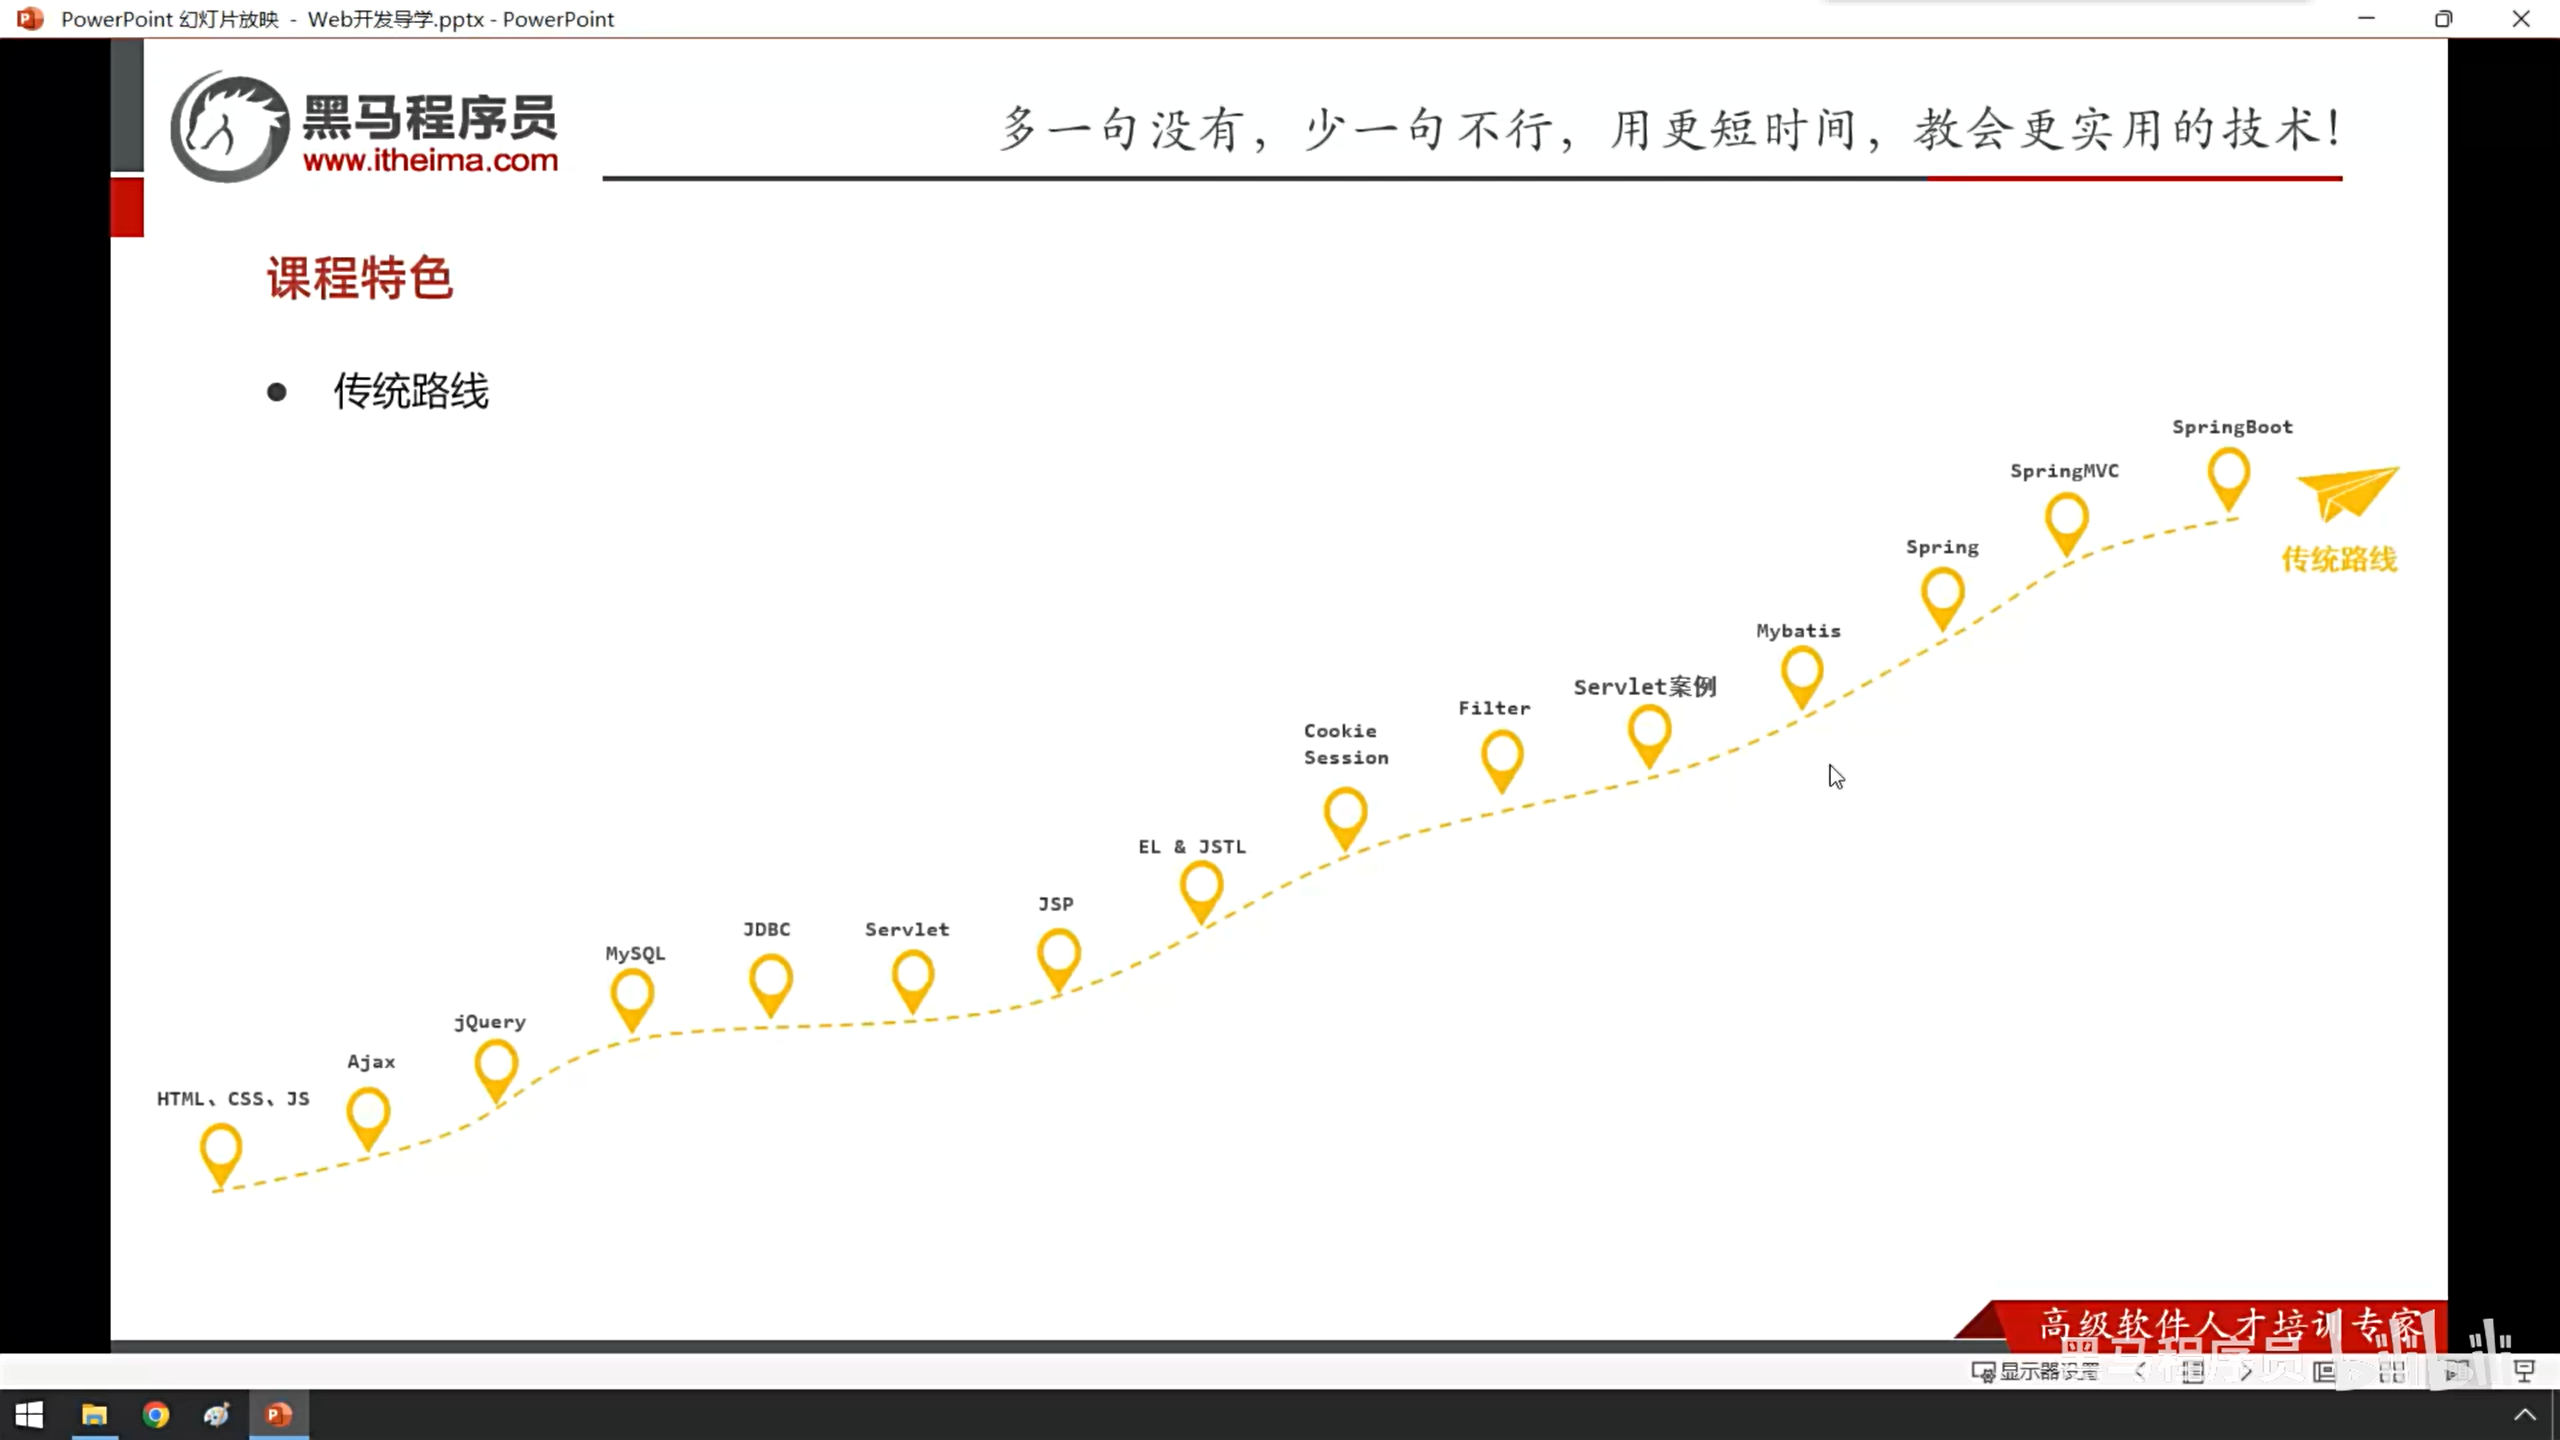 PowerPoint 幻灯片放映 - Web开发导学.pptx - PowerPoint
黑马程序员
www.itheima.com
多一句没有，少一句不行，用更短时间，教会更实用的技术！
课程特色
● 传统路线
SpringBoot
SpringMVC
传统路线
Spring
Mybatis
Servlet案例
Filter
Cookie
Session
EL & JSTL
JSP
Servlet
JDBC
MySQL
jQuery
Ajax
HTML、CSS、JS
高级软件人才培训专家
黑马程序员
显示器设置